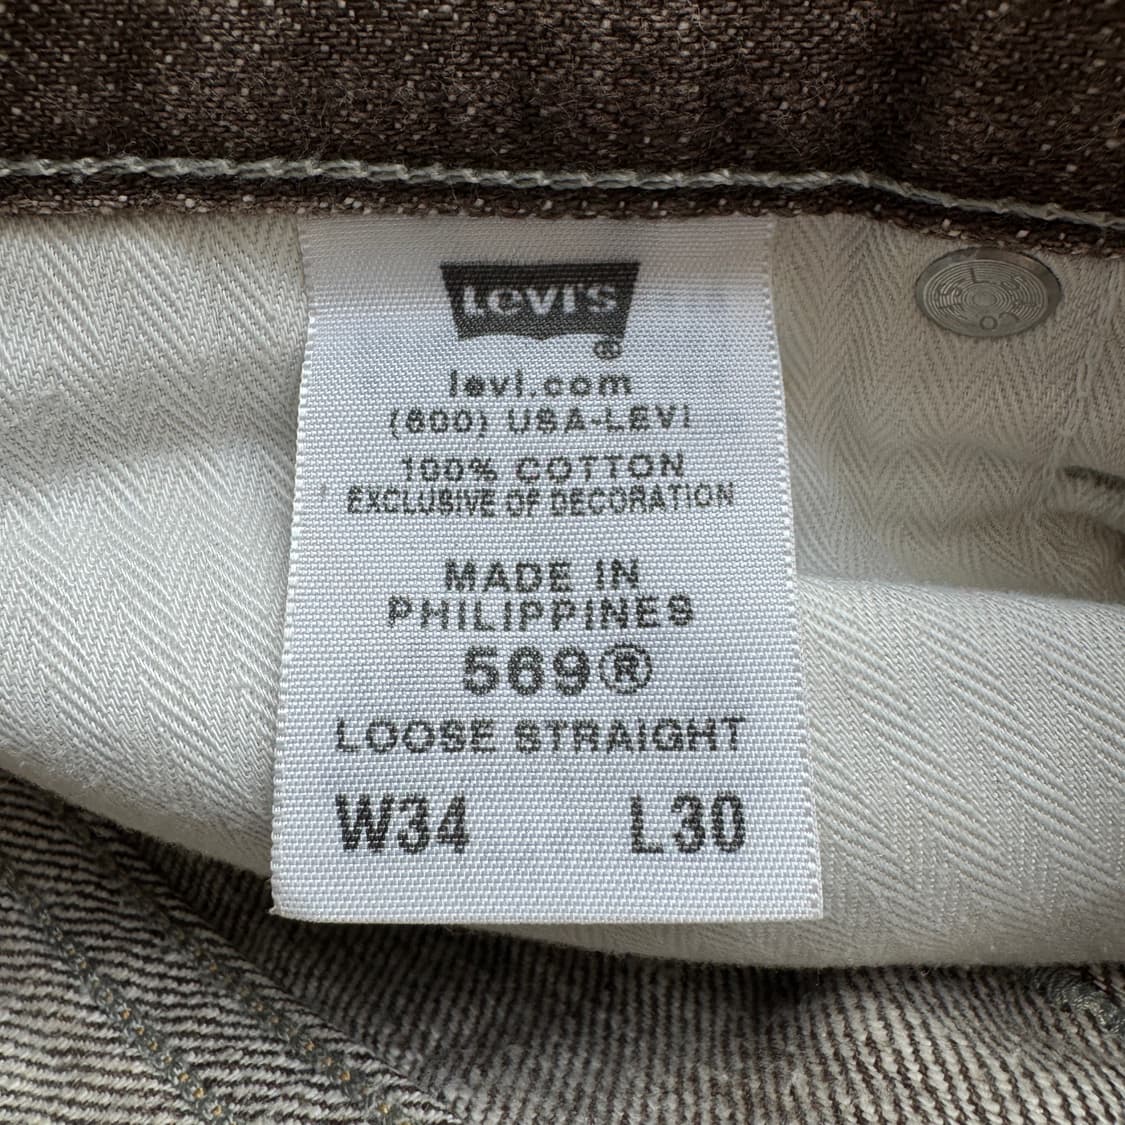 Levi's
®
levi.com
(800) USA-LEVI
100% COTTON
EXCLUSIVE OF DECORATION
MADE IN
PHILIPPINES
569®
LOOSE STRAIGHT
W34 L30